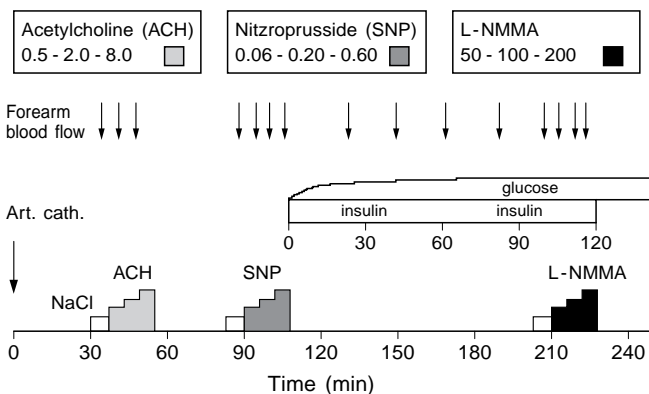 Acetylcholine (ACH)
0.5 - 2.0 - 8.0
Nitzroprusside (SNP)
0.06 - 0.20 - 0.60
L-NMMA
50 - 100 - 200
Forearm
blood flow
glucose
Art. cath.
insulin insulin
0 30 60 90 120
ACH SNP L-NMMA
NaCl
0 30 60 90 120 150 180 210 240
Time (min)